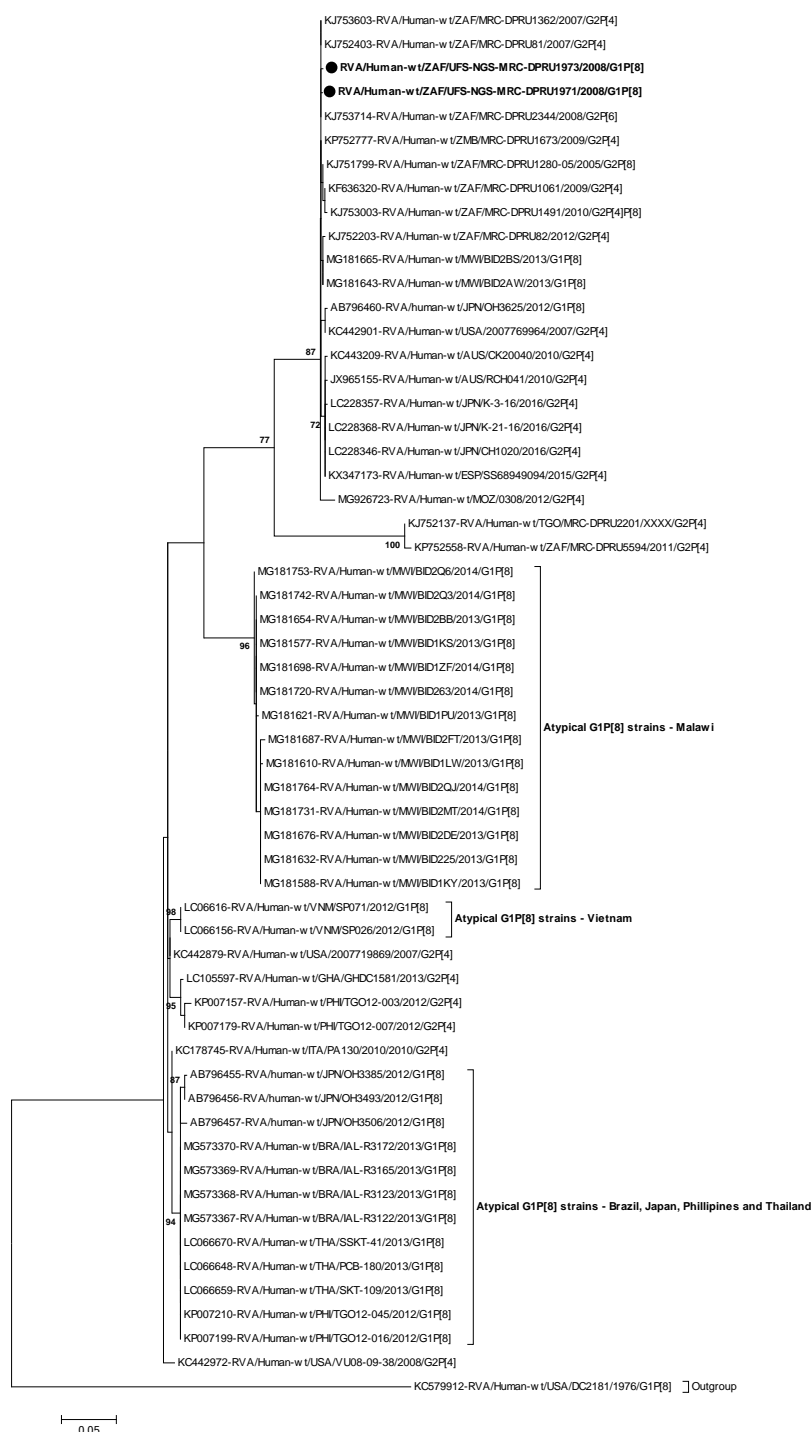 KJ753603-RVA/Human-wt/ZAF/MRC-DPRU1362/2007/G2P[4]
KJ752403-RVA/Human-wt/ZAF/MRC-DPRU81/2007/G2P[4]
RVA/Human-wt/ZAF/UFS-NGS-MRC-DPRU1973/2008/G1P[8]
RVA/Human-wt/ZAF/UFS-NGS-MRC-DPRU1971/2008/G1P[8]
KJ753714-RVA/Human-wt/ZAF/MRC-DPRU2344/2008/G2P[6]
KP752777-RVA/Human-wt/ZMB/MRC-DPRU1673/2009/G2P[4]
KJ751799-RVA/Human-wt/ZAF/MRC-DPRU1280-05/2005/G2P[8]
KF636320-RVA/Human-wt/ZAF/MRC-DPRU1061/2009/G2P[4]
KJ753003-RVA/Human-wt/ZAF/MRC-DPRU1491/2010/G2P[4]P[8]
KJ752203-RVA/Human-wt/ZAF/MRC-DPRU82/2012/G2P[4]
MG181665-RVA/Human-wt/MWI/BID2BS/2013/G1P[8]
MG181643-RVA/Human-wt/MWI/BID2AW/2013/G1P[8]
AB796460-RVA/human-wt/JPN/OH3625/2012/G1P[8]
KC442901-RVA/Human-wt/USA/2007769964/2007/G2P[4]
87
KC443209-RVA/Human-wt/AUS/CK20040/2010/G2P[4]
JX965155-RVA/Human-wt/AUS/RCH041/2010/G2P[4]
LC228357-RVA/Human-wt/JPN/K-3-16/2016/G2P[4]
72
LC228368-RVA/Human-wt/JPN/K-21-16/2016/G2P[4]
77
LC228346-RVA/Human-wt/JPN/CH1020/2016/G2P[4]
KX347173-RVA/Human-wt/ESP/SS68949094/2015/G2P[4]
MG926723-RVA/Human-wt/MOZ/0308/2012/G2P[4]
KJ752137-RVA/Human-wt/TGO/MRC-DPRU2201/XXXX/G2P[4]
100
KP752558-RVA/Human-wt/ZAF/MRC-DPRU5594/2011/G2P[4]
MG181753-RVA/Human-wt/MWI/BID2Q6/2014/G1P[8]
MG181742-RVA/Human-wt/MWI/BID2Q3/2014/G1P[8]
MG181654-RVA/Human-wt/MWI/BID2BB/2013/G1P[8]
96
MG181577-RVA/Human-wt/MWI/BID1KS/2013/G1P[8]
MG181698-RVA/Human-wt/MWI/BID1ZF/2014/G1P[8]
MG181720-RVA/Human-wt/MWI/BID263/2014/G1P[8]
MG181621-RVA/Human-wt/MWI/BID1PU/2013/G1P[8]
Atypical G1P[8] strains - Malawi
MG181687-RVA/Human-wt/MWI/BID2FT/2013/G1P[8]
MG181610-RVA/Human-wt/MWI/BID1LW/2013/G1P[8]
MG181764-RVA/Human-wt/MWI/BID2QJ/2014/G1P[8]
MG181731-RVA/Human-wt/MWI/BID2MT/2014/G1P[8]
MG181676-RVA/Human-wt/MWI/BID2DE/2013/G1P[8]
MG181632-RVA/Human-wt/MWI/BID225/2013/G1P[8]
MG181588-RVA/Human-wt/MWI/BID1KY/2013/G1P[8]
98
LC06616-RVA/Human-wt/VNM/SP071/2012/G1P[8]
Atypical G1P[8] strains - Vietnam
LC066156-RVA/Human-wt/VNM/SP026/2012/G1P[8]
KC442879-RVA/Human-wt/USA/2007719869/2007/G2P[4]
LC105597-RVA/Human-wt/GHA/GHDC1581/2013/G2P[4]
95
KP007157-RVA/Human-wt/PHI/TGO12-003/2012/G2P[4]
KP007179-RVA/Human-wt/PHI/TGO12-007/2012/G2P[4]
KC178745-RVA/Human-wt/ITA/PA130/2010/2010/G2P[4]
87
AB796455-RVA/human-wt/JPN/OH3385/2012/G1P[8]
AB796456-RVA/human-wt/JPN/OH3493/2012/G1P[8]
AB796457-RVA/human-wt/JPN/OH3506/2012/G1P[8]
MG573370-RVA/Human-wt/BRA/IAL-R3172/2013/G1P[8]
MG573369-RVA/Human-wt/BRA/IAL-R3165/2013/G1P[8]
MG573368-RVA/Human-wt/BRA/IAL-R3123/2013/G1P[8]
Atypical G1P[8] strains - Brazil, Japan, Phillipines and Thailand
94
MG573367-RVA/Human-wt/BRA/IAL-R3122/2013/G1P[8]
LC066670-RVA/Human-wt/THA/SSKT-41/2013/G1P[8]
LC066648-RVA/Human-wt/THA/PCB-180/2013/G1P[8]
LC066659-RVA/Human-wt/THA/SKT-109/2013/G1P[8]
KP007210-RVA/Human-wt/PHI/TGO12-045/2012/G1P[8]
KP007199-RVA/Human-wt/PHI/TGO12-016/2012/G1P[8]
KC442972-RVA/Human-wt/USA/VU08-09-38/2008/G2P[4]
KC579912-RVA/Human-wt/USA/DC2181/1976/G1P[8]
Outgroup
0.05